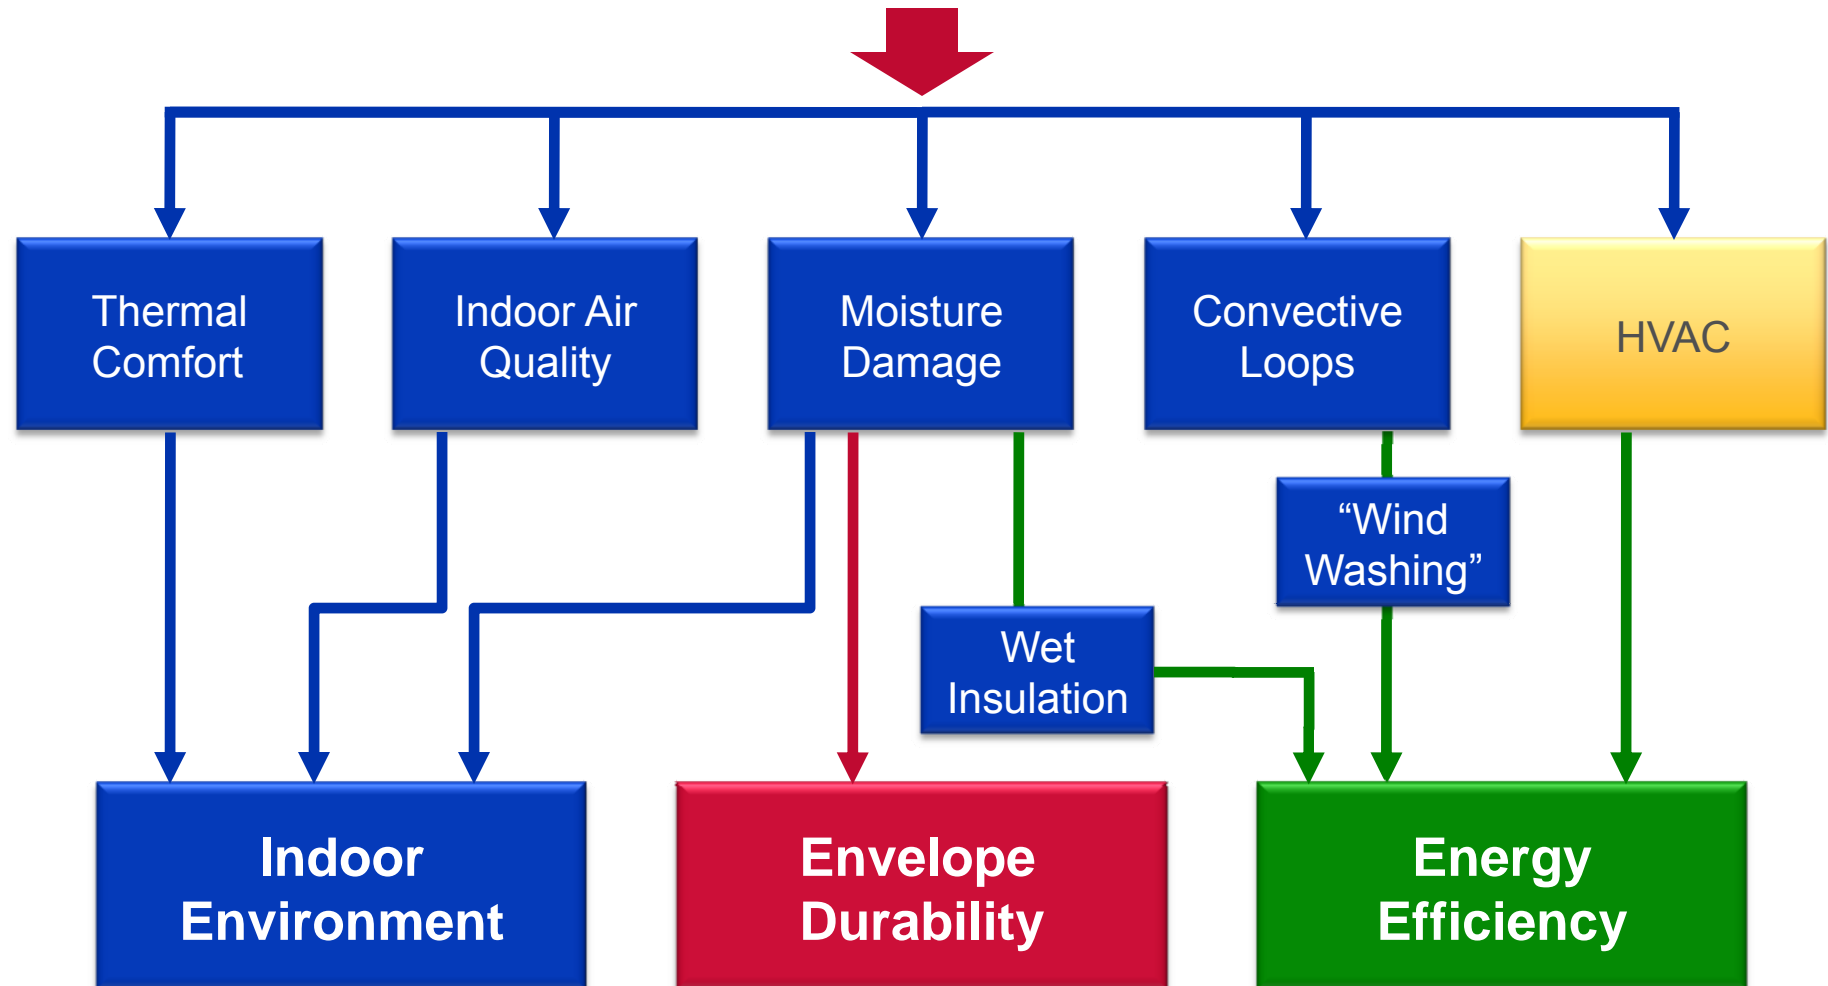 Thermal
Comfort
Indoor Air
Quality
Moisture
Damage
Convective
Loops
HVAC
“Wind
Washing”
Wet
Insulation
Indoor
Environment
Envelope
Durability
Energy
Efficiency